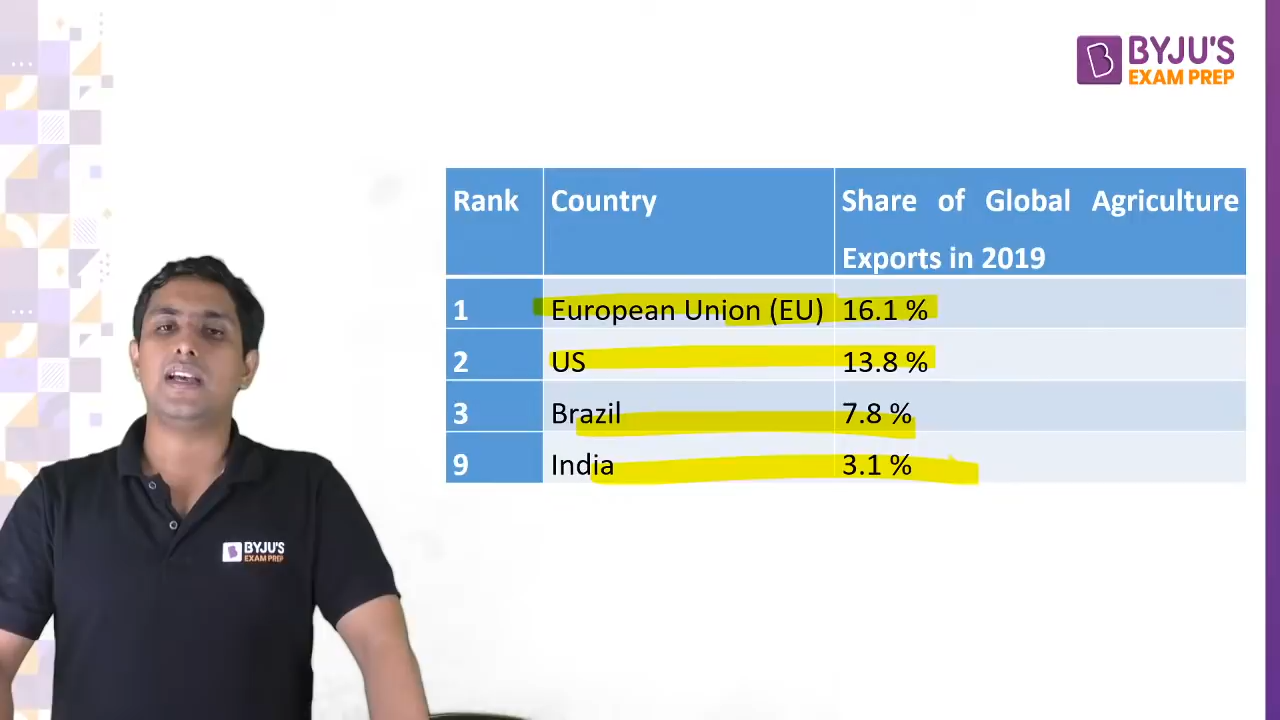 BYJU'S
EXAM PREP
Rank Country Share of Global Agriculture
Exports in 2019
1 European Union (EU) 16.1 %
2 US 13.8 %
3 Brazil 7.8 %
9 India 3.1 %
BYJU'S
EXAM PREP